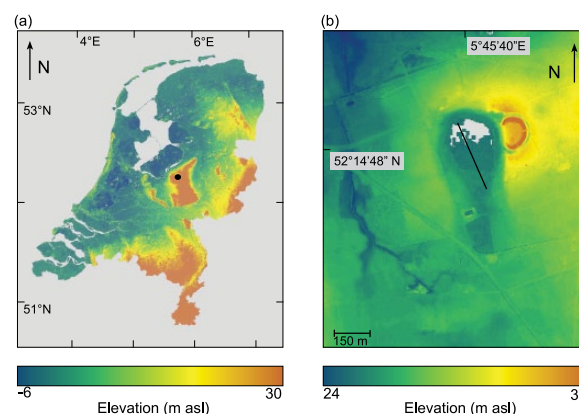 (a)
4°E
6°E
N
53°N
51°N
-6
30
Elevation (m asl)
(b)
5°45'40"E
N
52°14'48" N
150 m
24
3
Elevation (m asl)